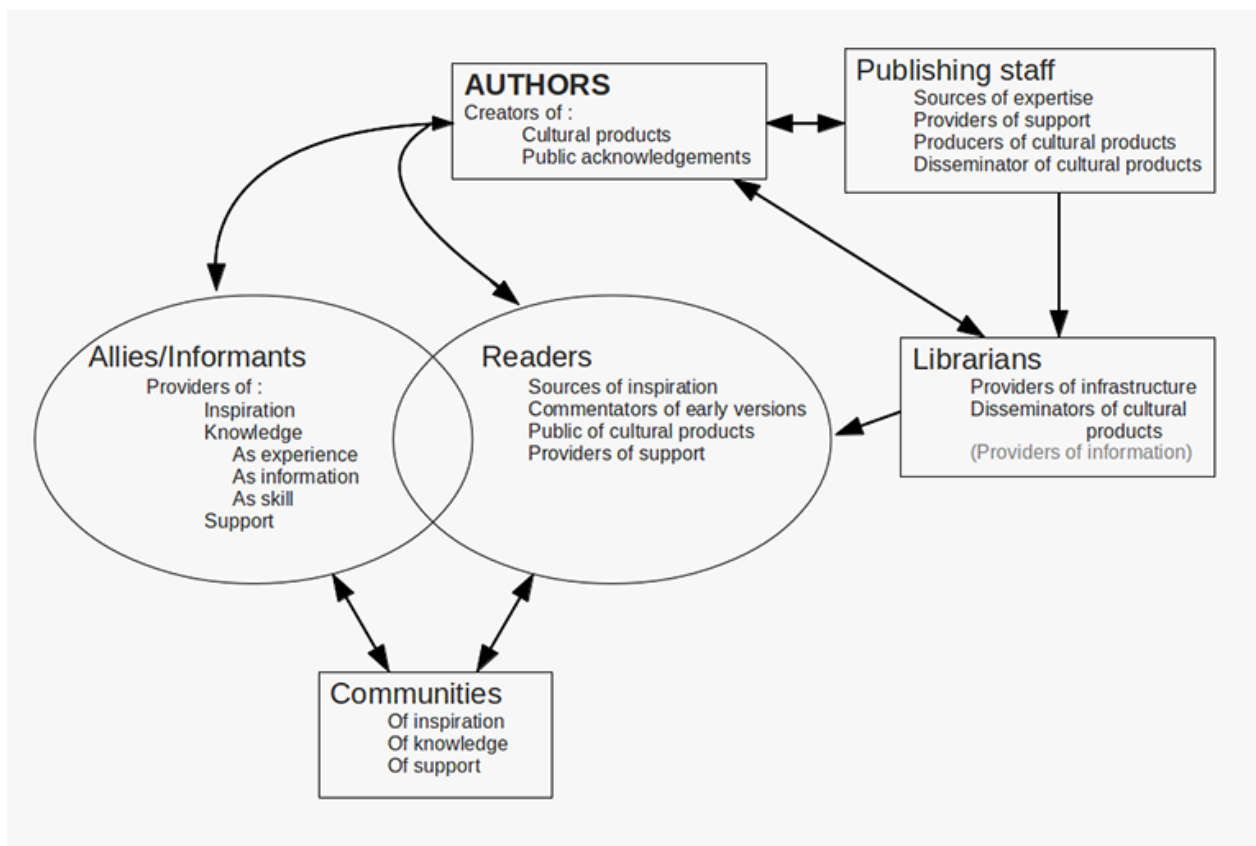 AUTHORS
Creators of :
Cultural products
Public acknowledgements
Publishing staff
Sources of expertise
Providers of support
Producers of cultural products
Disseminator of cultural products
Allies/Informants
Providers of :
Inspiration
Knowledge
As experience
As information
As skill
Support
Readers
Sources of inspiration
Commentators of early versions
Public of cultural products
Providers of support
Librarians
Providers of infrastructure
Disseminators of cultural
products
(Providers of information)
Communities
Of inspiration
Of knowledge
Of support